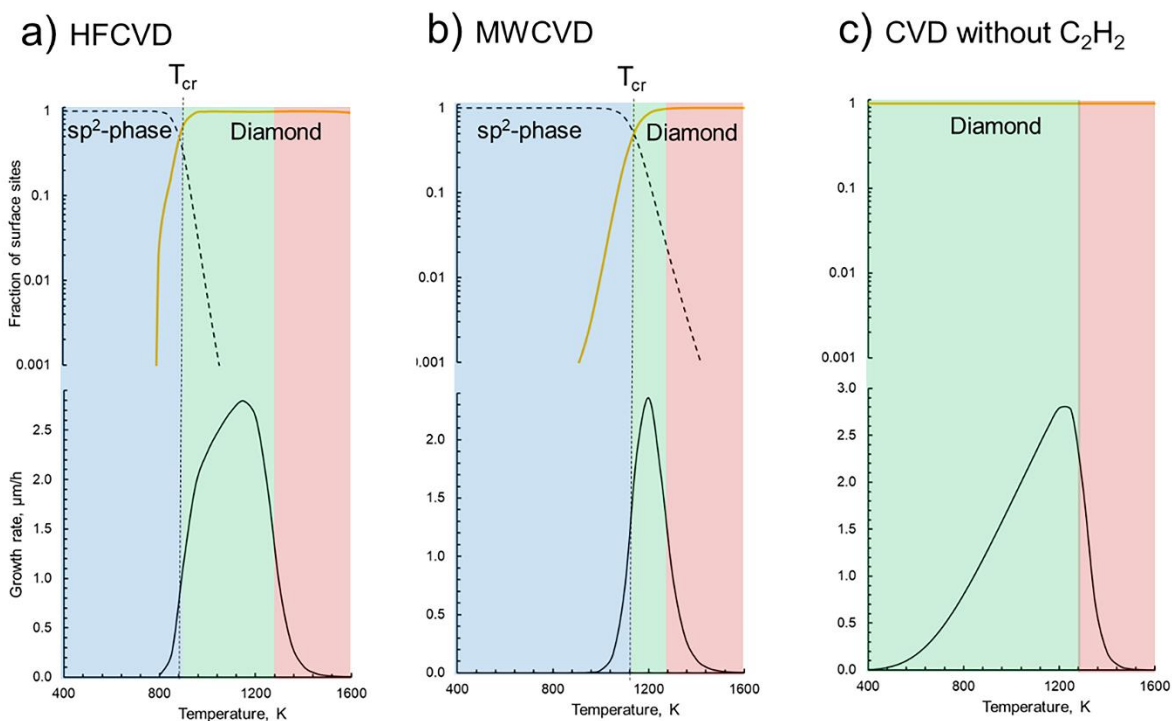 a) HFCVD
b) MWCVD
c) CVD without C₂H₂
T_cr
T_cr
1
0.1
0.01
0.001
Fraction of surface sites
sp²-phase
Diamond
1
0.1
0.01
0,001
sp²-phase
Diamond
1
0.1
0.01
0.001
Diamond
2.5
2.0
1.5
1.0
0.5
0.0
Growth rate, µm/h
400
800
1200
1600
Temperature, K
2.0
1.5
1.0
0.5
0.0
400
800
1200
1600
Temperature, K
3.0
2.5
2.0
1.5
1.0
0.5
0.0
400
800
1200
1600
Temperature, K